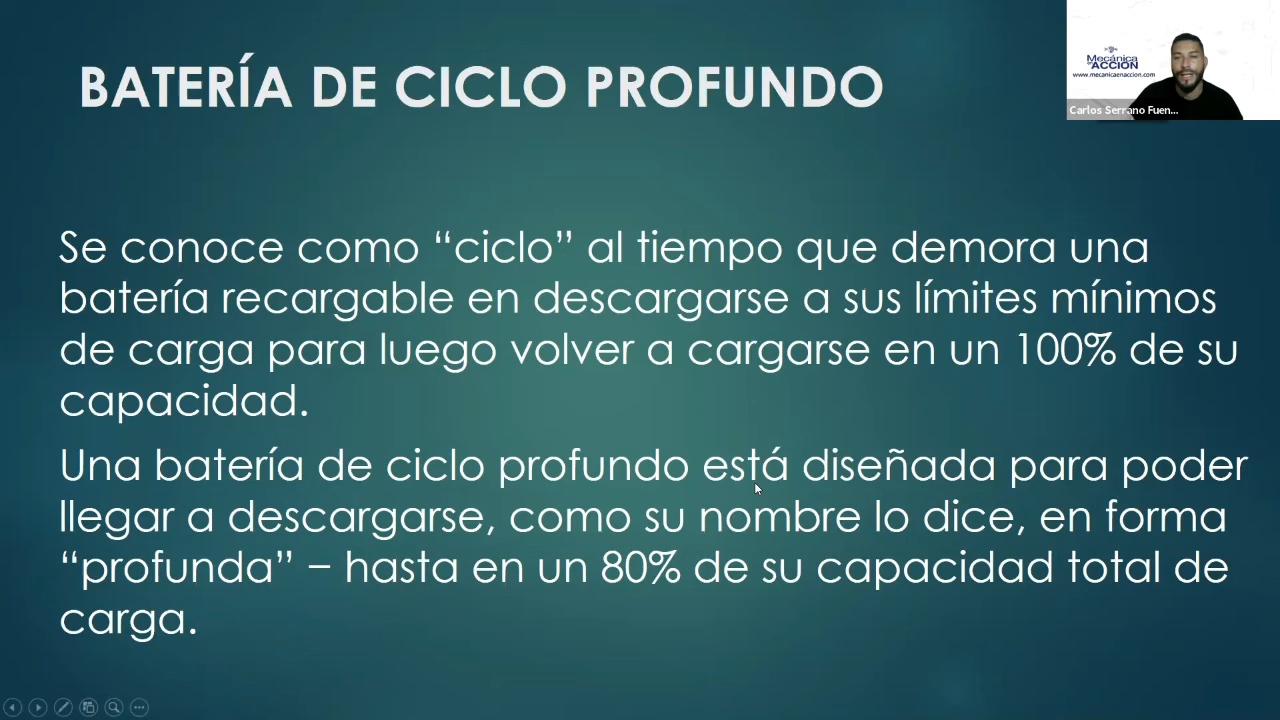 BATERÍA DE CICLO PROFUNDO
Mecánica
en ACCIÓN
www.mecanicaenaccion.com
Carlos Serrano Fuen...
Se conoce como “ciclo” al tiempo que demora una
batería recargable en descargarse a sus límites mínimos
de carga para luego volver a cargarse en un 100% de su
capacidad.
Una batería de ciclo profundo está diseñada para poder
llegar a descargarse, como su nombre lo dice, en forma
“profunda” – hasta en un 80% de su capacidad total de
carga.